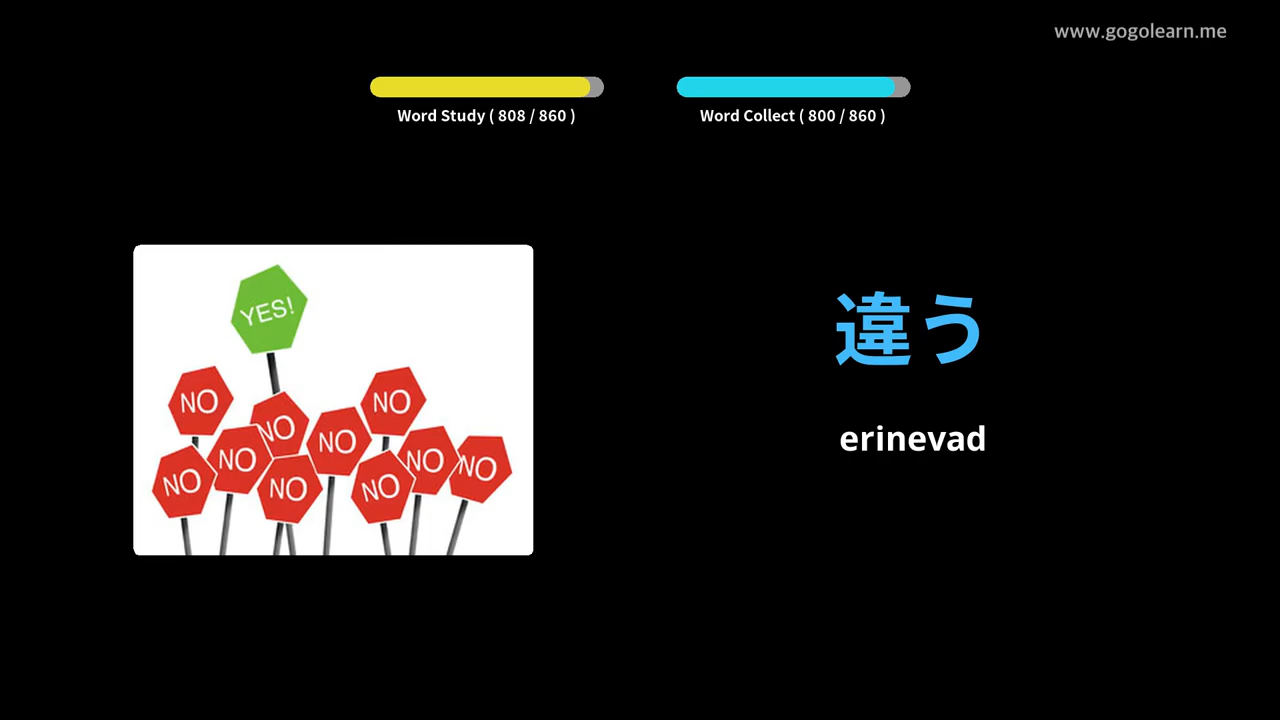 www.gogolearn.me
Word Study ( 808 / 860 )
Word Collect ( 800 / 860 )
YES!
NO
NO
NO
NO
NO
NO
NO
NO
NO
NO
違う
erinevad